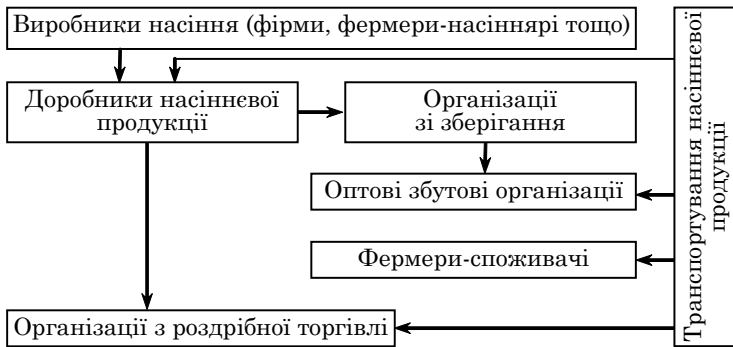 Виробники насіння (фірми, фермери-насіннярі тощо)
Доробники насіннєвої
продукції
Організації
зі зберігання
Оптові збутові організації
Фермери-споживачі
Організації з роздрібної торгівлі
Транспортування насіннєвої
продукції